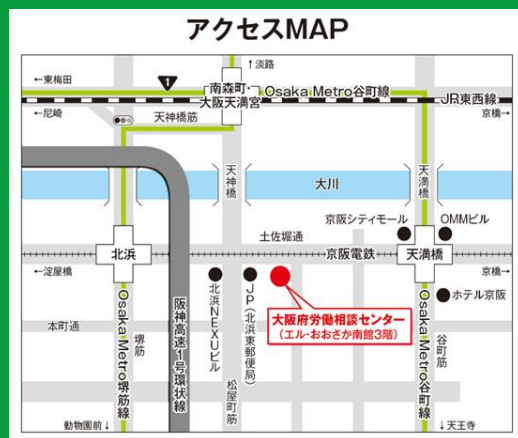 アクセスMAP
↑淡路
←東梅田
1
南森町・
大阪天満宮
Osaka Metro谷町線
JR東西線
←尼崎
天神橋筋
京橋→
天神橋
大川
天満橋
京阪シティモール
OMMビル
土佐堀通
北浜
京阪電鉄
天満橋
←淀屋橋
京橋→
ホテル京阪
大阪府労働相談センター
(エル・おおさか南館3階)
北浜NEXUビル
JP(北浜東郵便局)
本町通
堺筋
Osaka Metro堺筋線
阪神高速1号環状線
松屋町筋
Osaka Metro谷町線
谷町筋
動物園前↓
↓天王寺